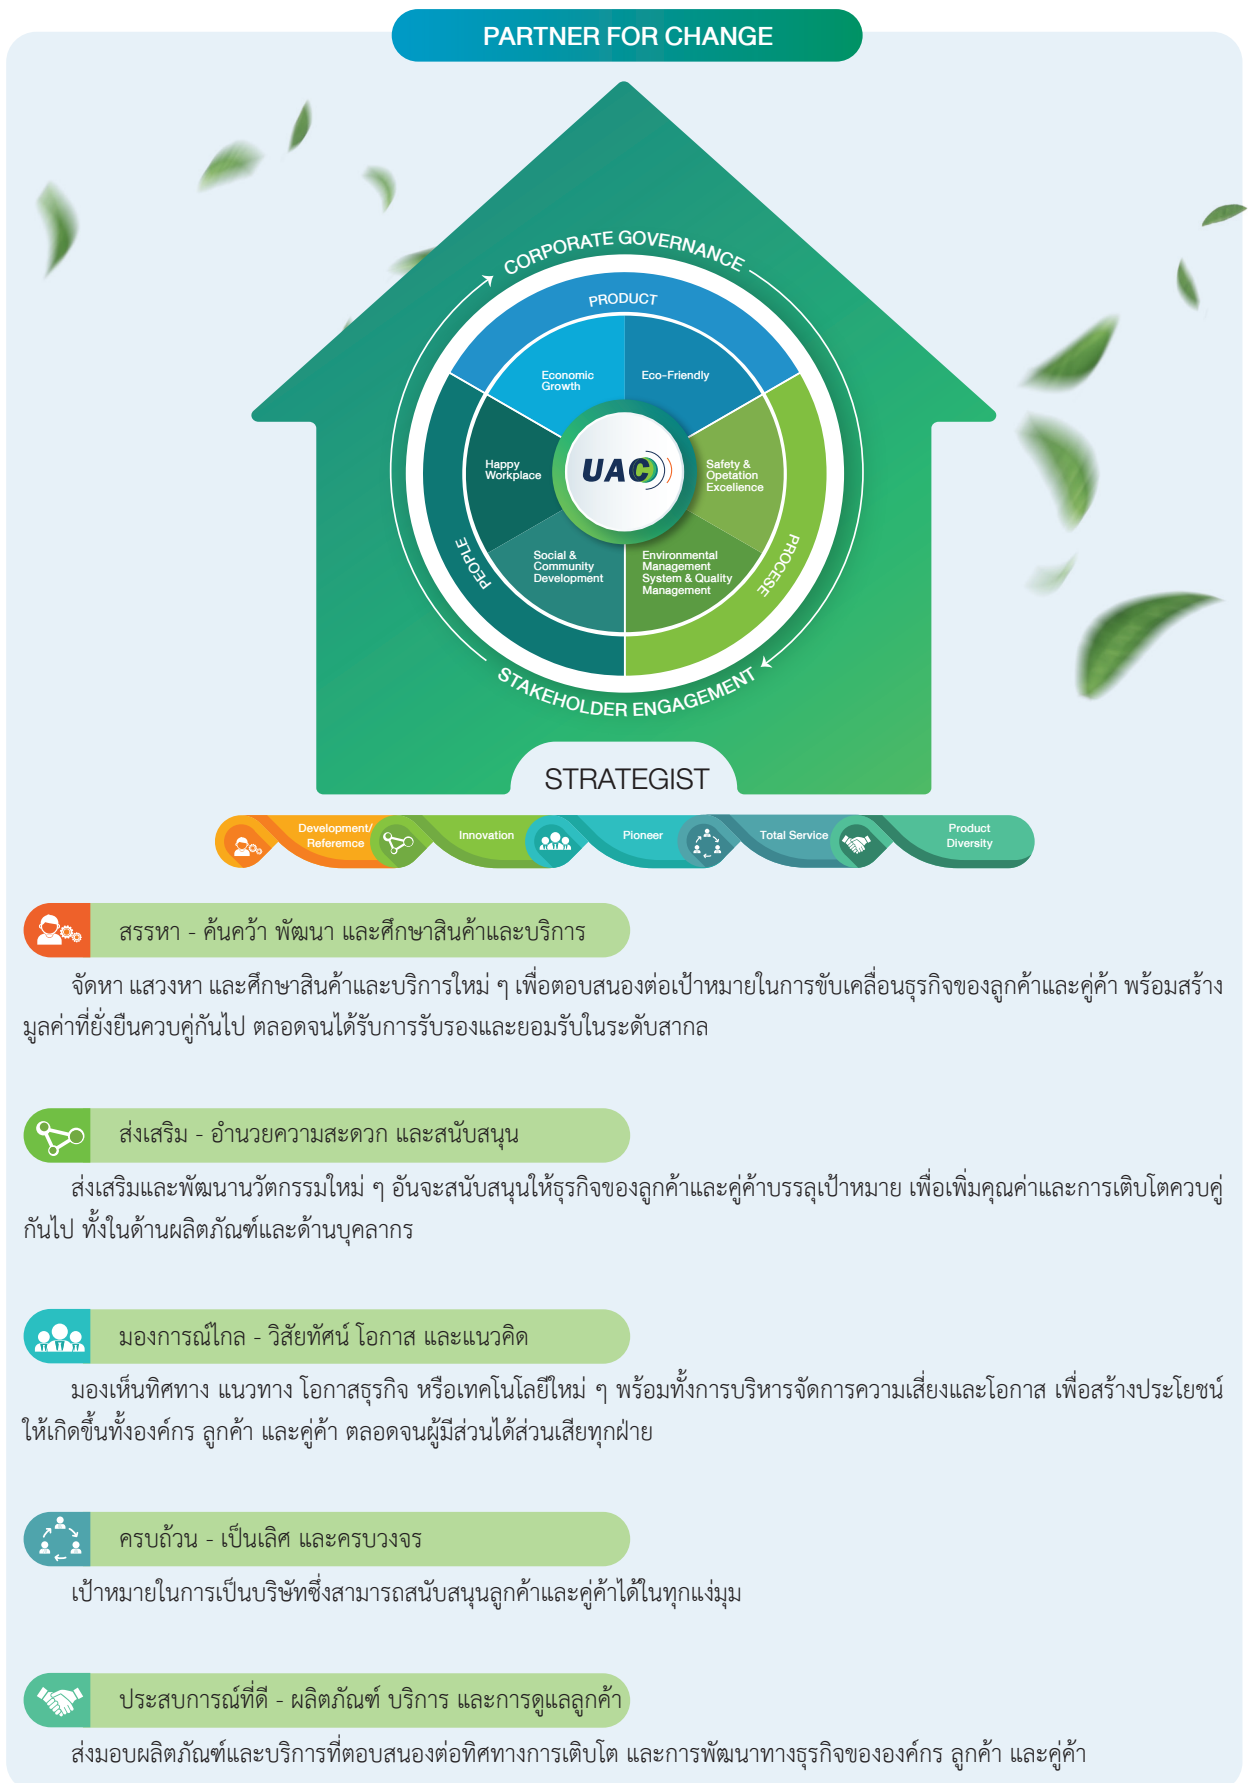 PARTNER FOR CHANGE
CORPORATE GOVERNANCE
PRODUCT
Economic
Growth
Eco-Friendly
Happy
Workplace
UAC
Safety &
Opetation
Excelience
Social &
Community
Development
Environmental
Management
System & Quality
Management
PEOPLE
PROCESE
STAKEHOLDER ENGAGEMENT
STRATEGIST
Development/
Referemce
Innovation
Pioneer
Total Service
Product
Diversity
สรรหา - ค้นคว้า พัฒนา และศึกษาสินค้าและบริการ
จัดหา แสวงหา และศึกษาสินค้าและบริการใหม่ ๆ เพื่อตอบสนองต่อเป้าหมายในการขับเคลื่อนธุรกิจของลูกค้าและคู่ค้า พร้อมสร้าง
มูลค่าที่ยั่งยืนควบคู่กันไป ตลอดจนได้รับการรับรองและยอมรับในระดับสากล
ส่งเสริม - อำนวยความสะดวก และสนับสนุน
ส่งเสริมและพัฒนานวัตกรรมใหม่ ๆ อันจะสนับสนุนให้ธุรกิจของลูกค้าและคู่ค้าบรรลุเป้าหมาย เพื่อเพิ่มคุณค่าและการเติบโตควบคู่
กันไป ทั้งในด้านผลิตภัณฑ์และด้านบุคลากร
มองการณ์ไกล - วิสัยทัศน์ โอกาส และแนวคิด
มองเห็นทิศทาง แนวทาง โอกาสธุรกิจ หรือเทคโนโลยีใหม่ ๆ พร้อมทั้งการบริหารจัดการความเสี่ยงและโอกาส เพื่อสร้างประโยชน์
ให้เกิดขึ้นทั้งองค์กร ลูกค้า และคู่ค้า ตลอดจนผู้มีส่วนได้ส่วนเสียทุกฝ่าย
ครบถ้วน - เป็นเลิศ และครบวงจร
เป้าหมายในการเป็นบริษัทซึ่งสามารถสนับสนุนลูกค้าและคู่ค้าได้ในทุกแง่มุม
ประสบการณ์ที่ดี - ผลิตภัณฑ์ บริการ และการดูแลลูกค้า
ส่งมอบผลิตภัณฑ์และบริการที่ตอบสนองต่อทิศทางการเติบโต และการพัฒนาทางธุรกิจขององค์กร ลูกค้า และคู่ค้า